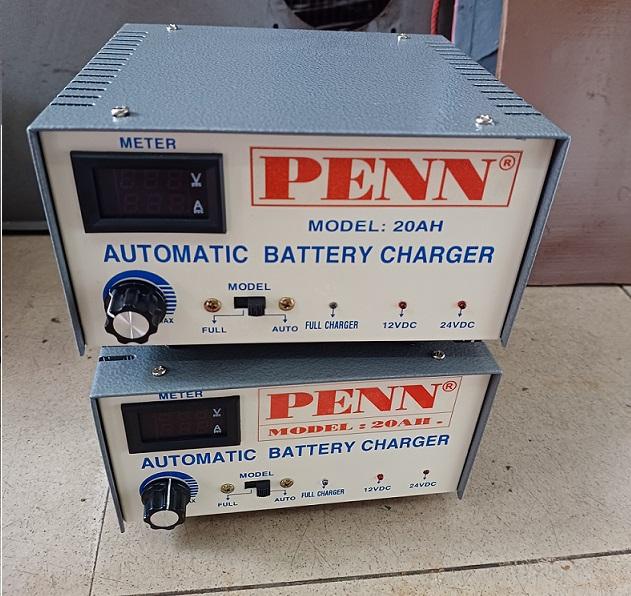 METER
V
A
PENN®
MODEL: 20AH
AUTOMATIC BATTERY CHARGER
MAX
MODEL
FULL
AUTO
FULL CHARGER
12VDC
24VDC
METER
V
A
PENN®
MODEL : 20AH -
AUTOMATIC BATTERY CHARGER
MODEL
FULL
AUTO
FULL CHARGER
12VDC
24VDC